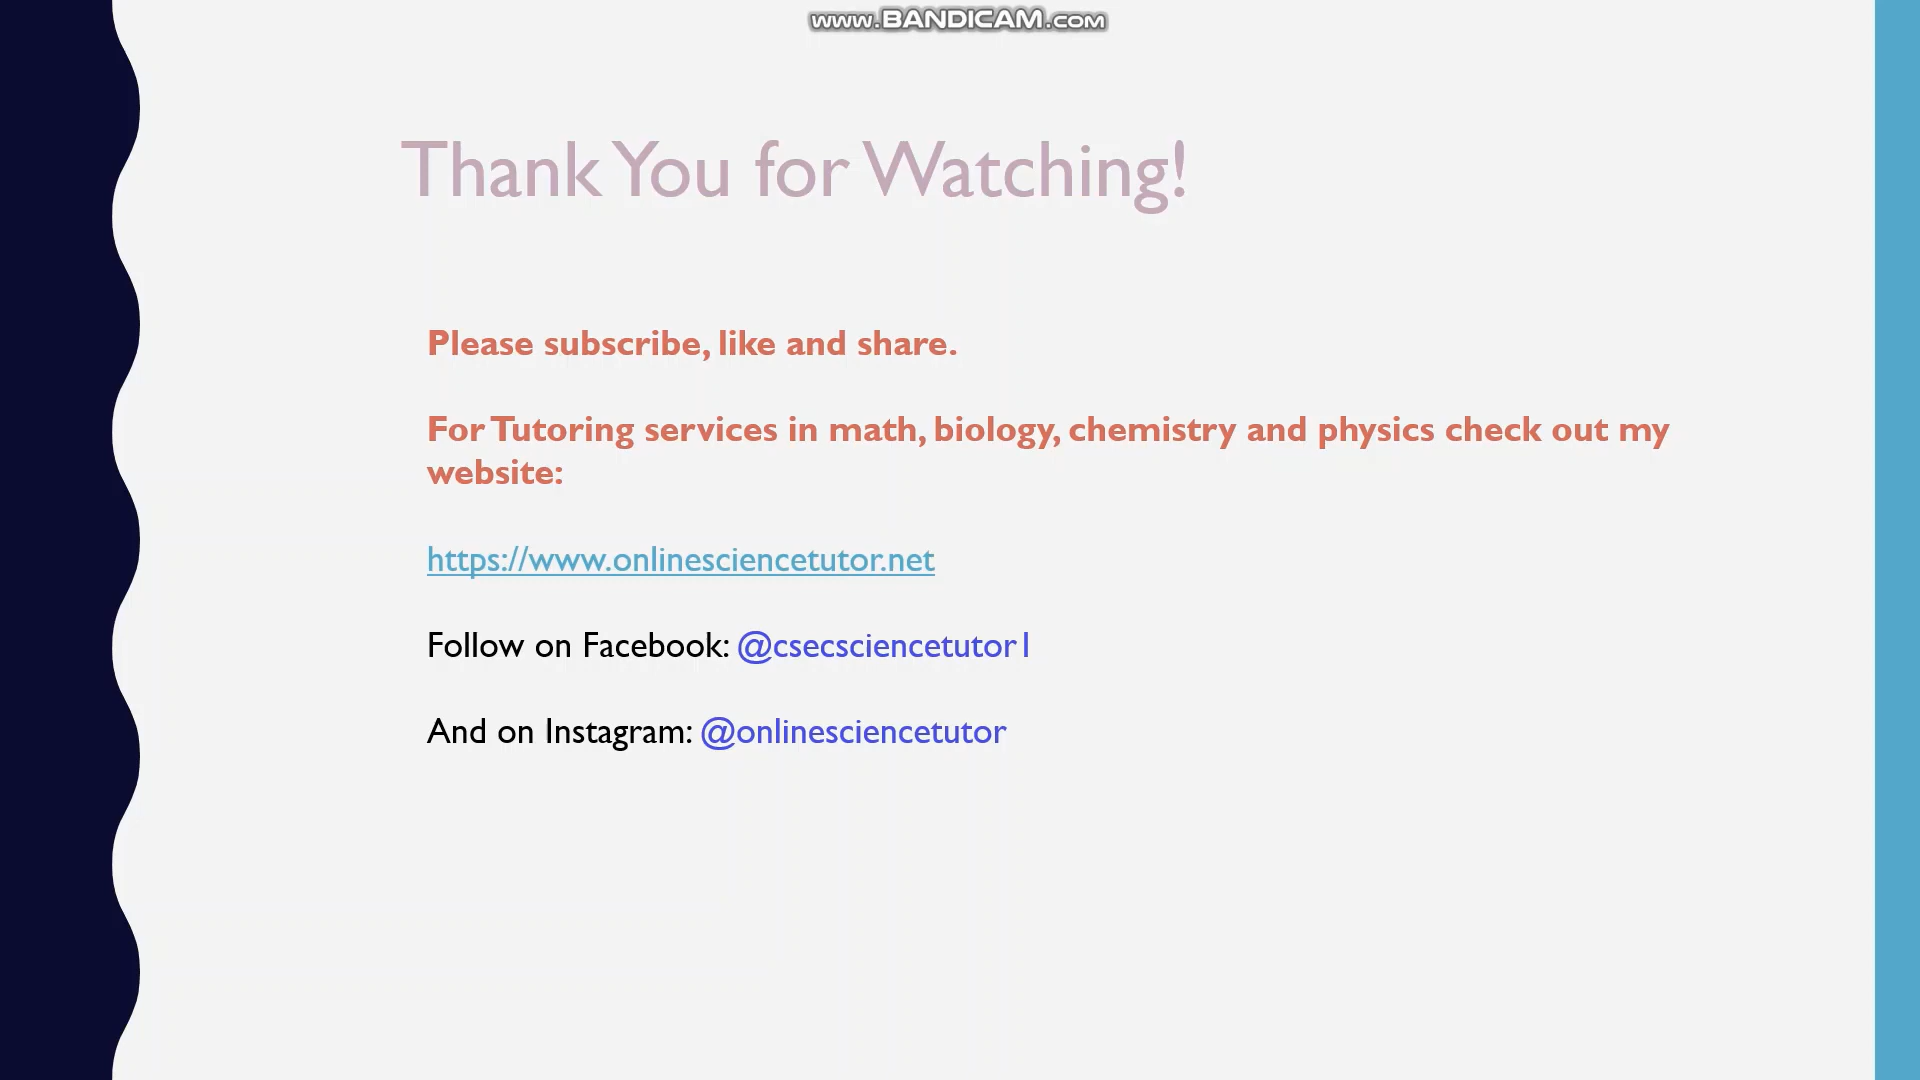 www.BANDICAM.com
Thank You for Watching!
Please subscribe, like and share.
For Tutoring services in math, biology, chemistry and physics check out my
website:
https://www.onlinesciencetutor.net
Follow on Facebook: @csecsciencetutor1
And on Instagram: @onlinesciencetutor